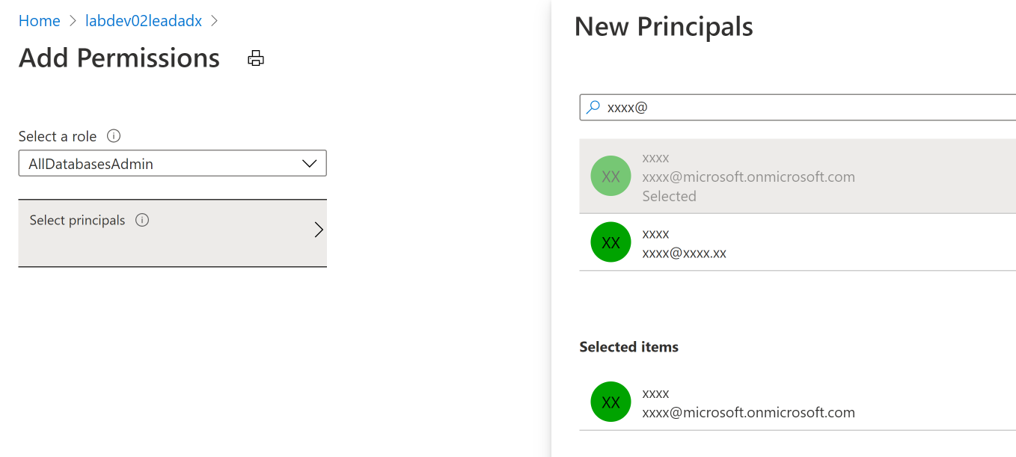 Home > labdev02leadadx >
Add Permissions
Select a role
AllDatabasesAdmin
Select principals
New Principals
xxxx@
XX
xxxx
xxxx@microsoft.onmicrosoft.com
Selected
XX
xxxx
xxxx@xxxx.xx
Selected items
XX
xxxx
xxxx@microsoft.onmicrosoft.com